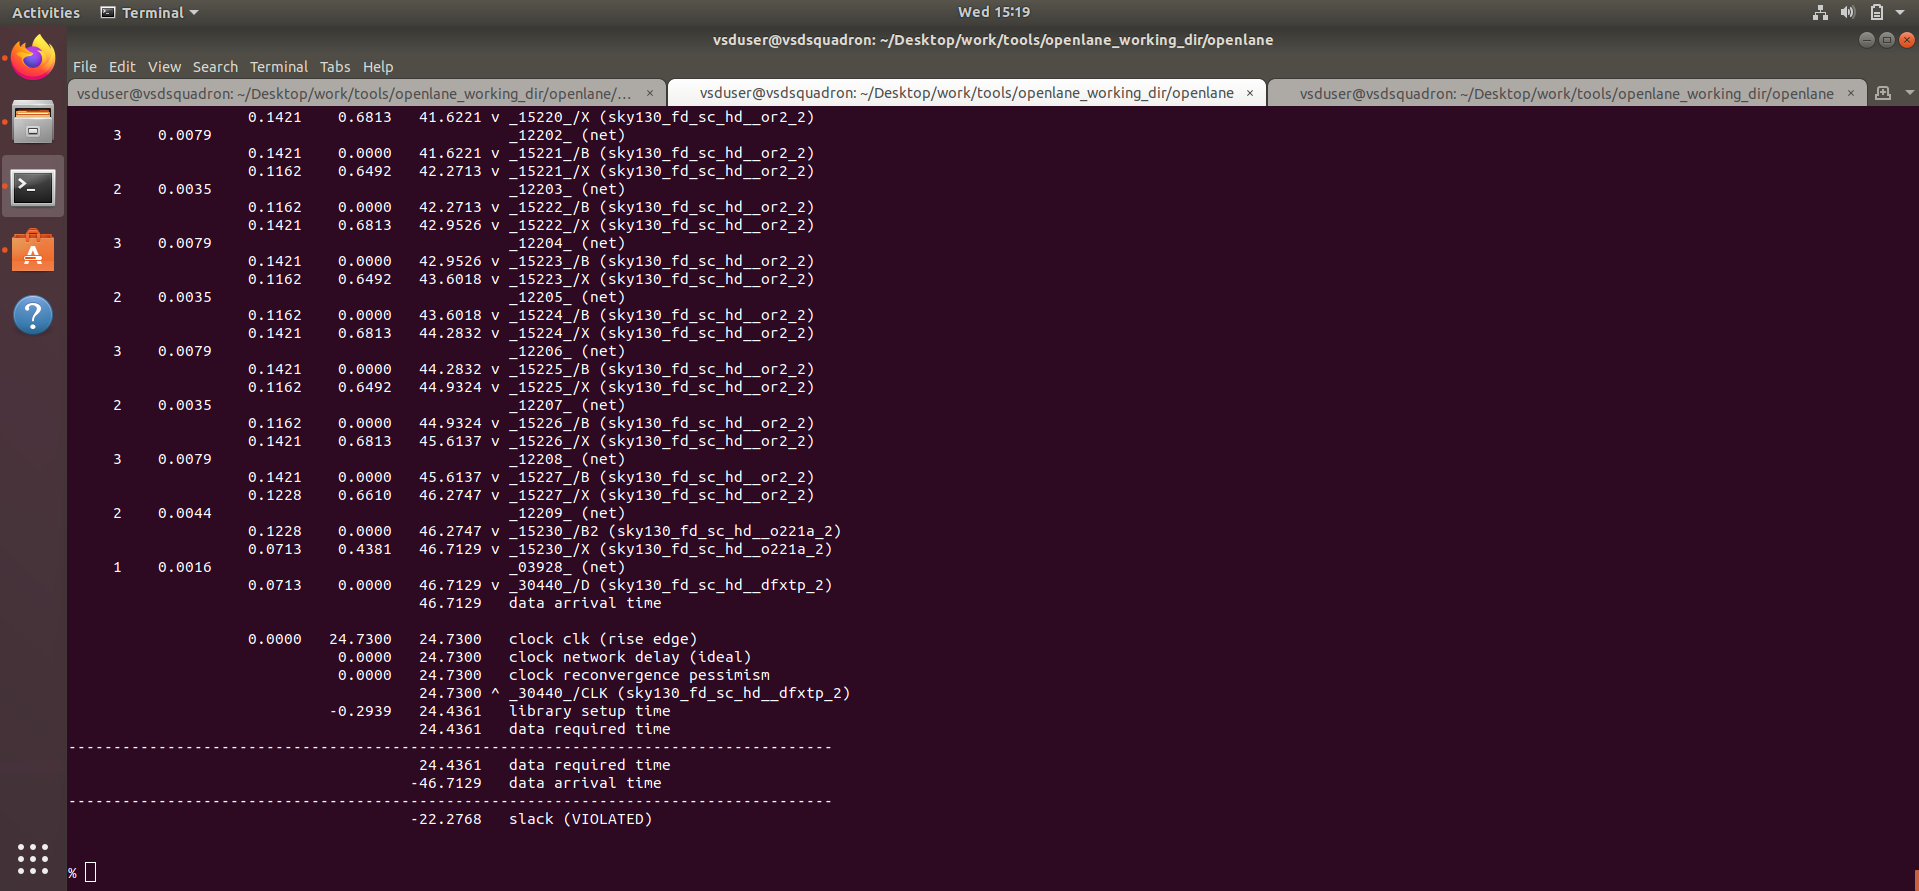 Activities Terminal Wed 15:19
vsduser@vsdsquadron: ~/Desktop/work/tools/openlane_working_dir/openlane
File Edit View Search Terminal Tabs Help
vsduser@vsdsquadron: ~/Desktop/work/tools/openlane_working_dir/openlane/... × vsduser@vsdsquadron: ~/Desktop/work/tools/openlane_working_dir/openlane × vsduser@vsdsquadron: ~/Desktop/work/tools/openlane_working_dir/openlane ×
0.1421 0.6813 41.6221 v _15220_/X (sky130_fd_sc_hd__or2_2)
3 0.0079 _12202_ (net)
0.1421 0.0000 41.6221 v _15221_/B (sky130_fd_sc_hd__or2_2)
0.1162 0.6492 42.2713 v _15221_/X (sky130_fd_sc_hd__or2_2)
2 0.0035 _12203_ (net)
0.1162 0.0000 42.2713 v _15222_/B (sky130_fd_sc_hd__or2_2)
0.1421 0.6813 42.9526 v _15222_/X (sky130_fd_sc_hd__or2_2)
3 0.0079 _12204_ (net)
0.1421 0.0000 42.9526 v _15223_/B (sky130_fd_sc_hd__or2_2)
0.1162 0.6492 43.6018 v _15223_/X (sky130_fd_sc_hd__or2_2)
2 0.0035 _12205_ (net)
0.1162 0.0000 43.6018 v _15224_/B (sky130_fd_sc_hd__or2_2)
0.1421 0.6813 44.2832 v _15224_/X (sky130_fd_sc_hd__or2_2)
3 0.0079 _12206_ (net)
0.1421 0.0000 44.2832 v _15225_/B (sky130_fd_sc_hd__or2_2)
0.1162 0.6492 44.9324 v _15225_/X (sky130_fd_sc_hd__or2_2)
2 0.0035 _12207_ (net)
0.1162 0.0000 44.9324 v _15226_/B (sky130_fd_sc_hd__or2_2)
0.1421 0.6813 45.6137 v _15226_/X (sky130_fd_sc_hd__or2_2)
3 0.0079 _12208_ (net)
0.1421 0.0000 45.6137 v _15227_/B (sky130_fd_sc_hd__or2_2)
0.1228 0.6610 46.2747 v _15227_/X (sky130_fd_sc_hd__or2_2)
2 0.0044 _12209_ (net)
0.1228 0.0000 46.2747 v _15230_/B2 (sky130_fd_sc_hd__o221a_2)
0.0713 0.4381 46.7129 v _15230_/X (sky130_fd_sc_hd__o221a_2)
1 0.0016 _03928_ (net)
0.0713 0.0000 46.7129 v _30440_/D (sky130_fd_sc_hd__dfxtp_2)
46.7129 data arrival time
0.0000 24.7300 24.7300 clock clk (rise edge)
0.0000 24.7300 clock network delay (ideal)
0.0000 24.7300 clock reconvergence pessimism
24.7300 ^ _30440_/CLK (sky130_fd_sc_hd__dfxtp_2)
-0.2939 24.4361 library setup time
24.4361 data required time
-------------------------------------------------------------------------------------
24.4361 data required time
-46.7129 data arrival time
-------------------------------------------------------------------------------------
-22.2768 slack (VIOLATED)
%